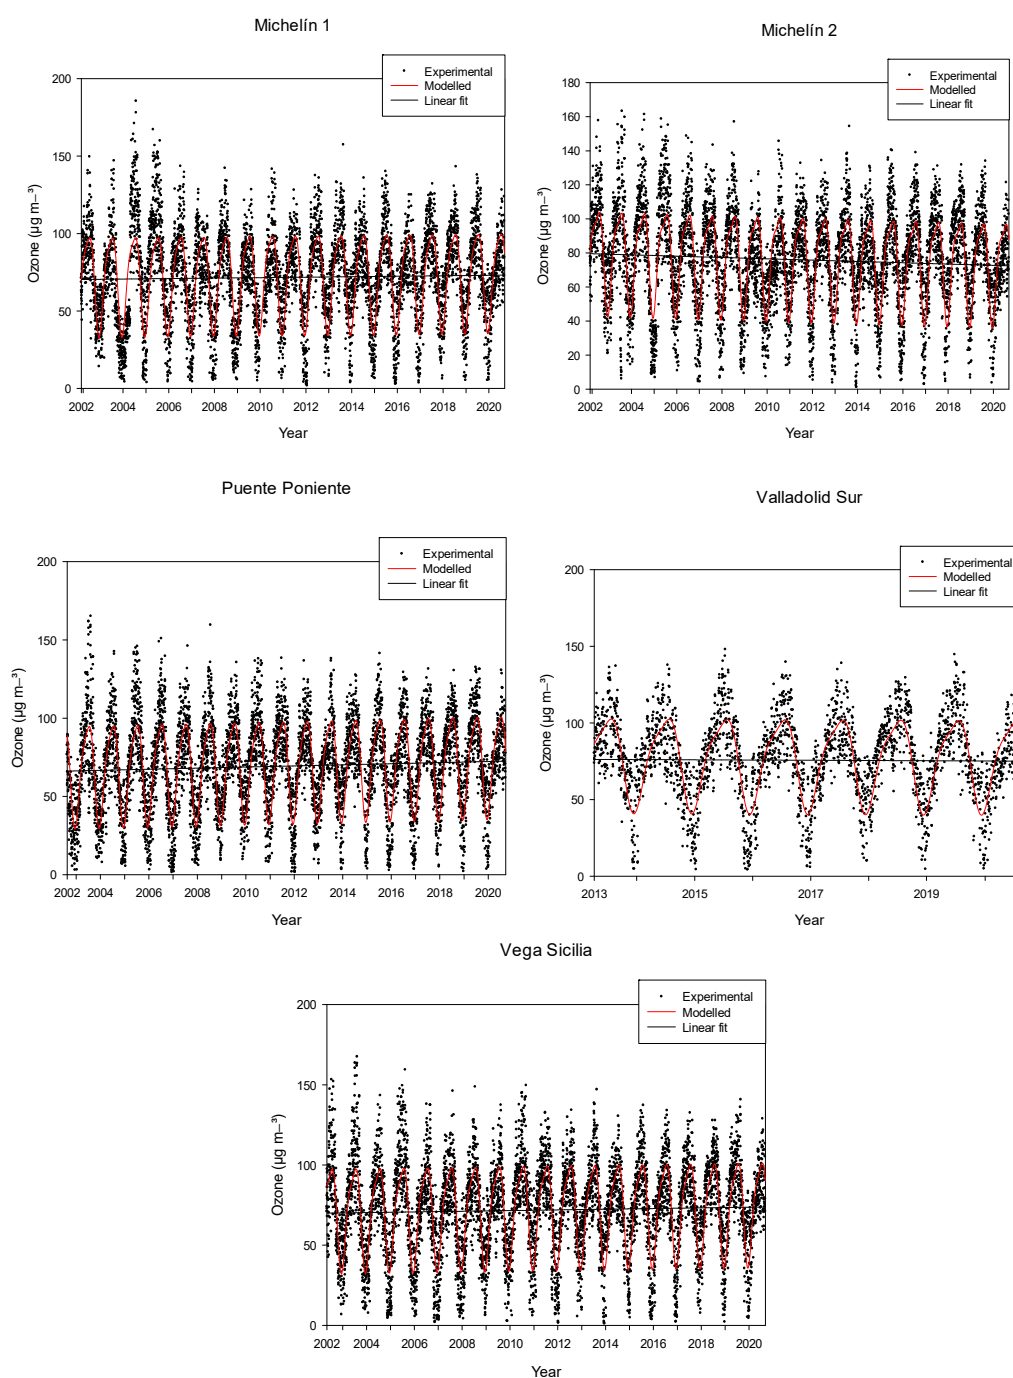 Michelín 1
Experimental
Modelled
Linear fit
200
150
100
50
0
Ozone (µg m–³)
2002 2004 2006 2008 2010 2012 2014 2016 2018 2020
Year
Michelín 2
Experimental
Modelled
Linear fit
180
160
140
120
100
80
60
40
20
0
Ozone (µg m–³)
2002 2004 2006 2008 2010 2012 2014 2016 2018 2020
Year
Puente Poniente
Experimental
Modelled
Linear fit
200
150
100
50
0
Ozone (µg m–³)
2002 2004 2006 2008 2010 2012 2014 2016 2018 2020
Year
Valladolid Sur
Experimental
Modelled
Linear fit
200
150
100
50
0
Ozone (µg m–³)
2013 2015 2017 2019
Year
Vega Sicilia
Experimental
Modelled
Linear fit
200
150
100
50
0
Ozone (µg m–³)
2002 2004 2006 2008 2010 2012 2014 2016 2018 2020
Year